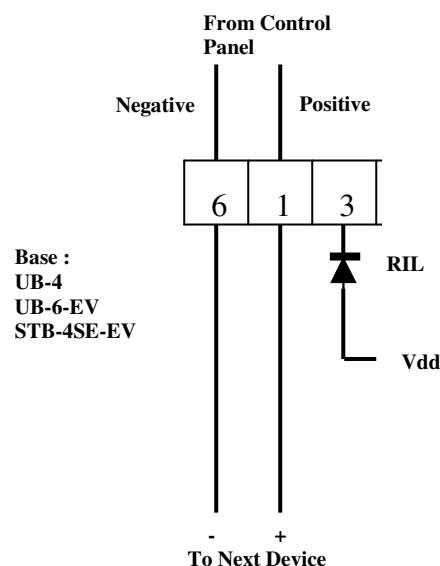 From Control
Panel
Negative
Positive
6 1 3
Base :
UB-4
UB-6-EV
STB-4SE-EV
RIL
Vdd
- +
To Next Device